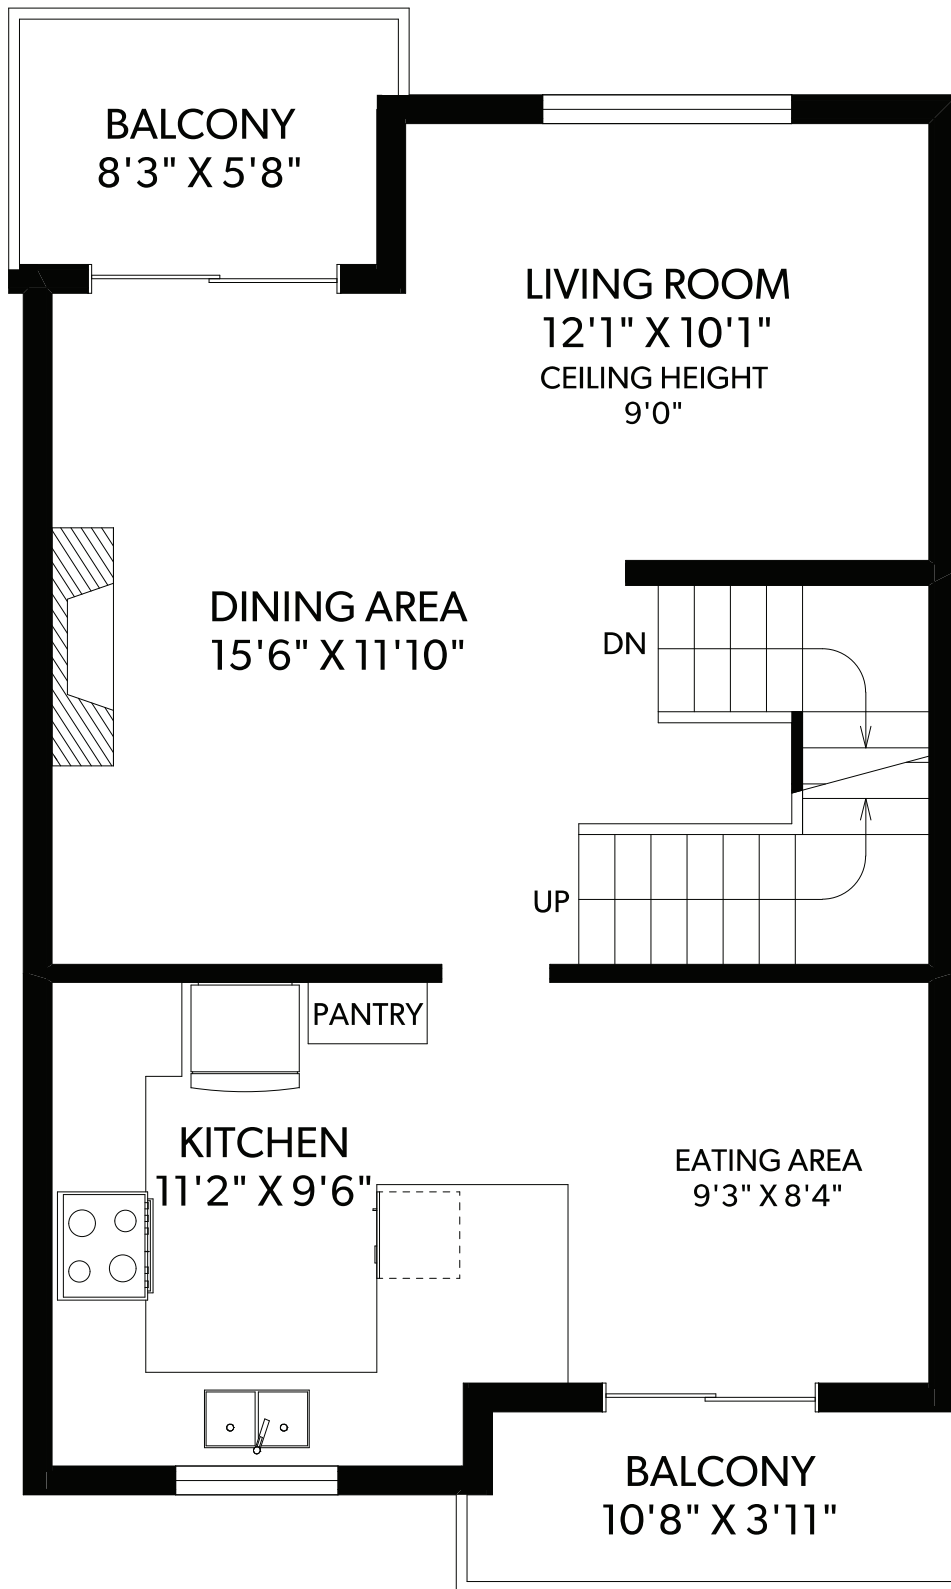 BALCONY
8'3" X 5'8"
LIVING ROOM
12'1" X 10'1"
CEILING HEIGHT
9'0"
DINING AREA
15'6" X 11'10"
DN
UP
PANTRY
KITCHEN
11'2" X 9'6"
EATING AREA
9'3" X 8'4"
BALCONY
10'8" X 3'11"